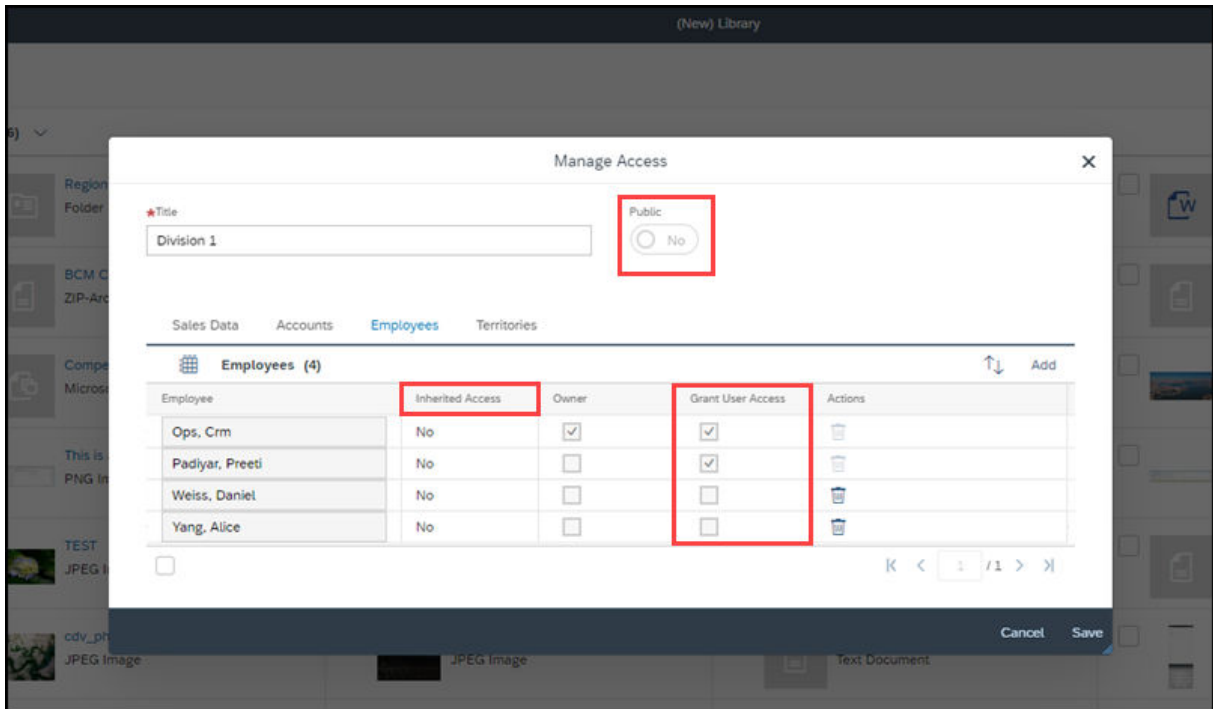 (New) Library
6)
Manage Access
Region
Folder
*Title
Public
Division 1
No
W
BCM C
ZIP-Arc
Sales Data Accounts Employees Territories
Employees (4)
Add
Compe
Micros
Employee Inherited Access Owner Grant User Access Actions
Ops, Crm No
Padiyar, Preeti No
This is
PNG Im
Weiss, Daniel No
Yang, Alice No
TEST
JPEG I
1 / 1
Cancel Save
cdv_ph
JPEG Image JPEG Image Text Document